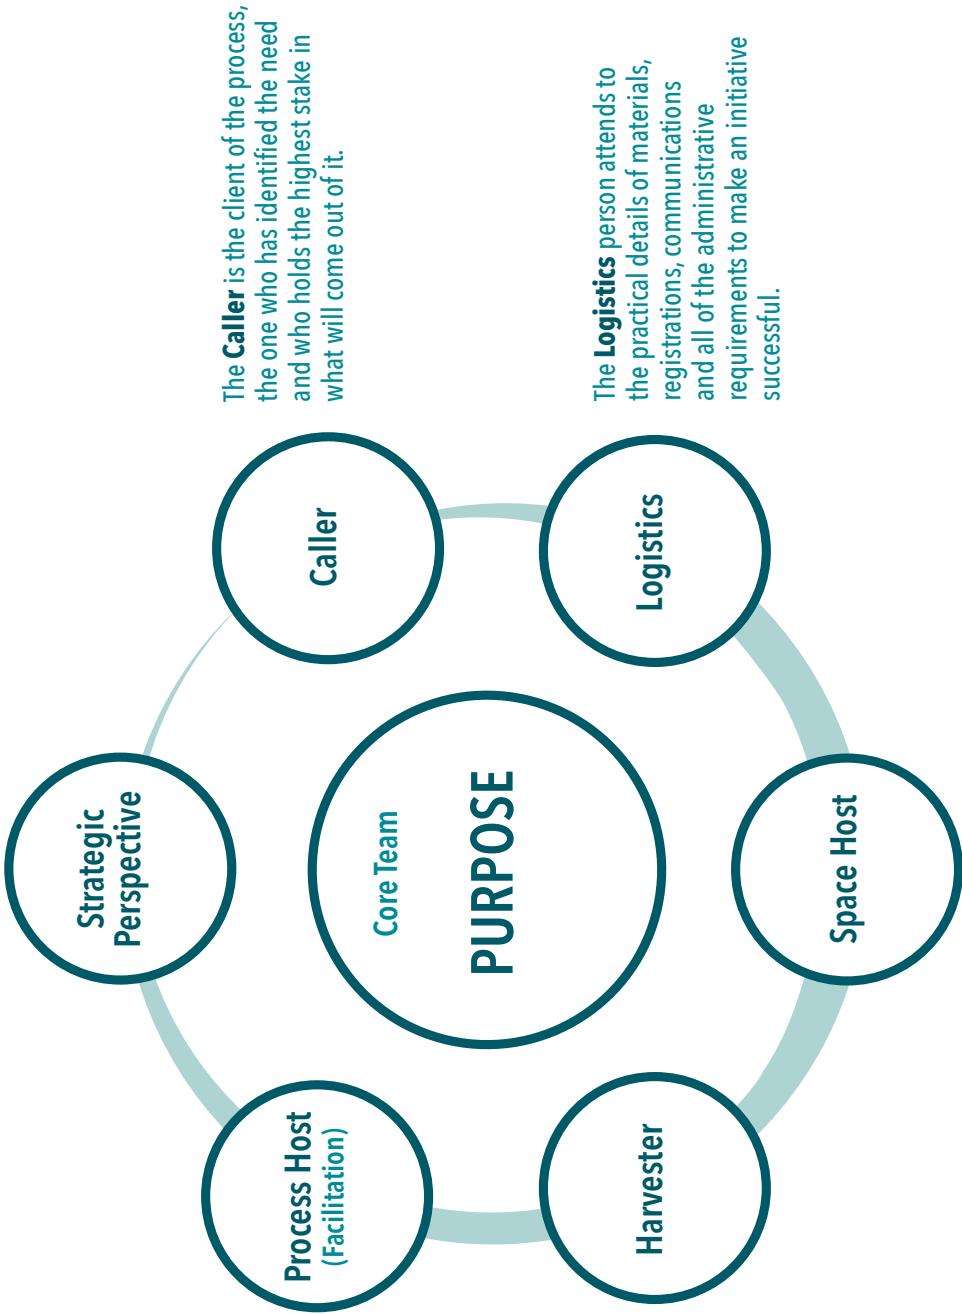 Strategic
Perspective
Process Host
(Facilitation)
Caller
The Caller is the client of the process,
the one who has identified the need
and who holds the highest stake in
what will come out of it.
Core Team
PURPOSE
Harvester
Logistics
The Logistics person attends to
the practical details of materials,
registrations, communications
and all of the administrative
requirements to make an initiative
successful.
Space Host